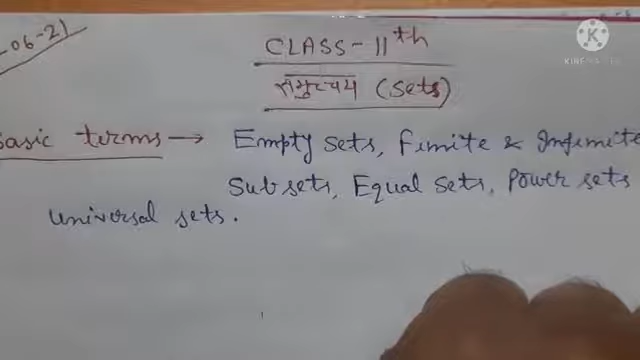 -06-21
CLASS-11th
समुच्चय (Sets)
Basic terms → Empty sets, Finite & Infinite
Subsets, Equal sets, Power sets
Universal sets.
K
KINEMASTER